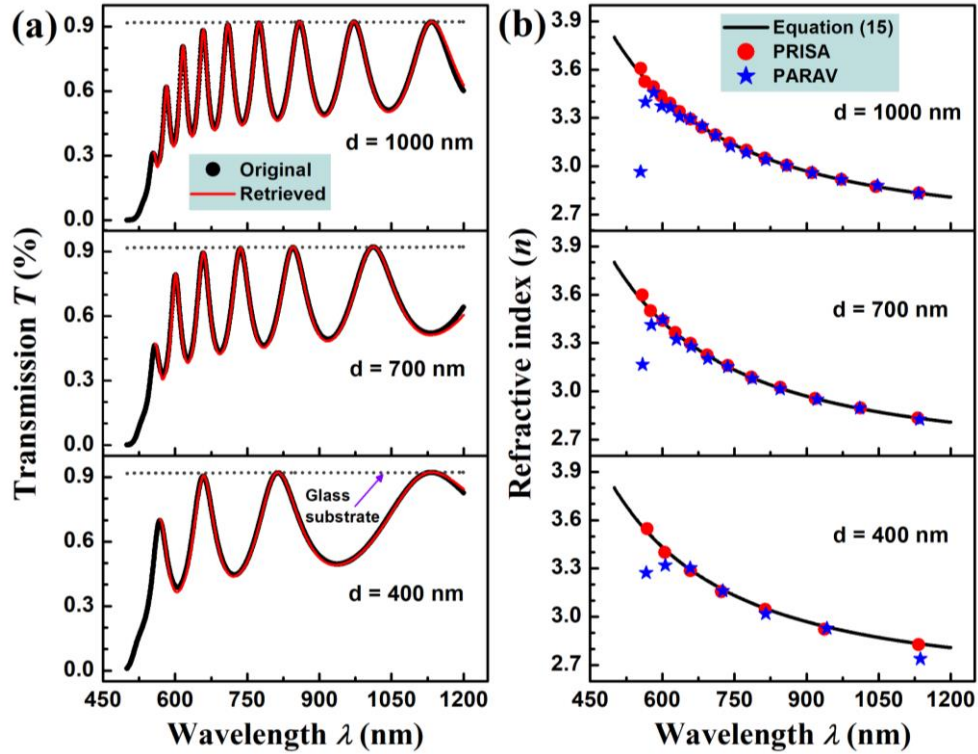 (a)
Transmission T (%)
0.9
0.6
0.3
0.0
d = 1000 nm
Original
Retrieved
0.9
0.6
0.3
0.0
d = 700 nm
0.9
0.6
0.3
0.0
Glass
substrate
d = 400 nm
450 600 750 900 1050 1200
Wavelength λ (nm)
(b)
Refractive index (n)
3.9
3.6
3.3
3.0
2.7
Equation (15)
PRISA
PARAV
d = 1000 nm
3.9
3.6
3.3
3.0
2.7
d = 700 nm
3.9
3.6
3.3
3.0
2.7
d = 400 nm
450 600 750 900 1050 1200
Wavelength λ (nm)